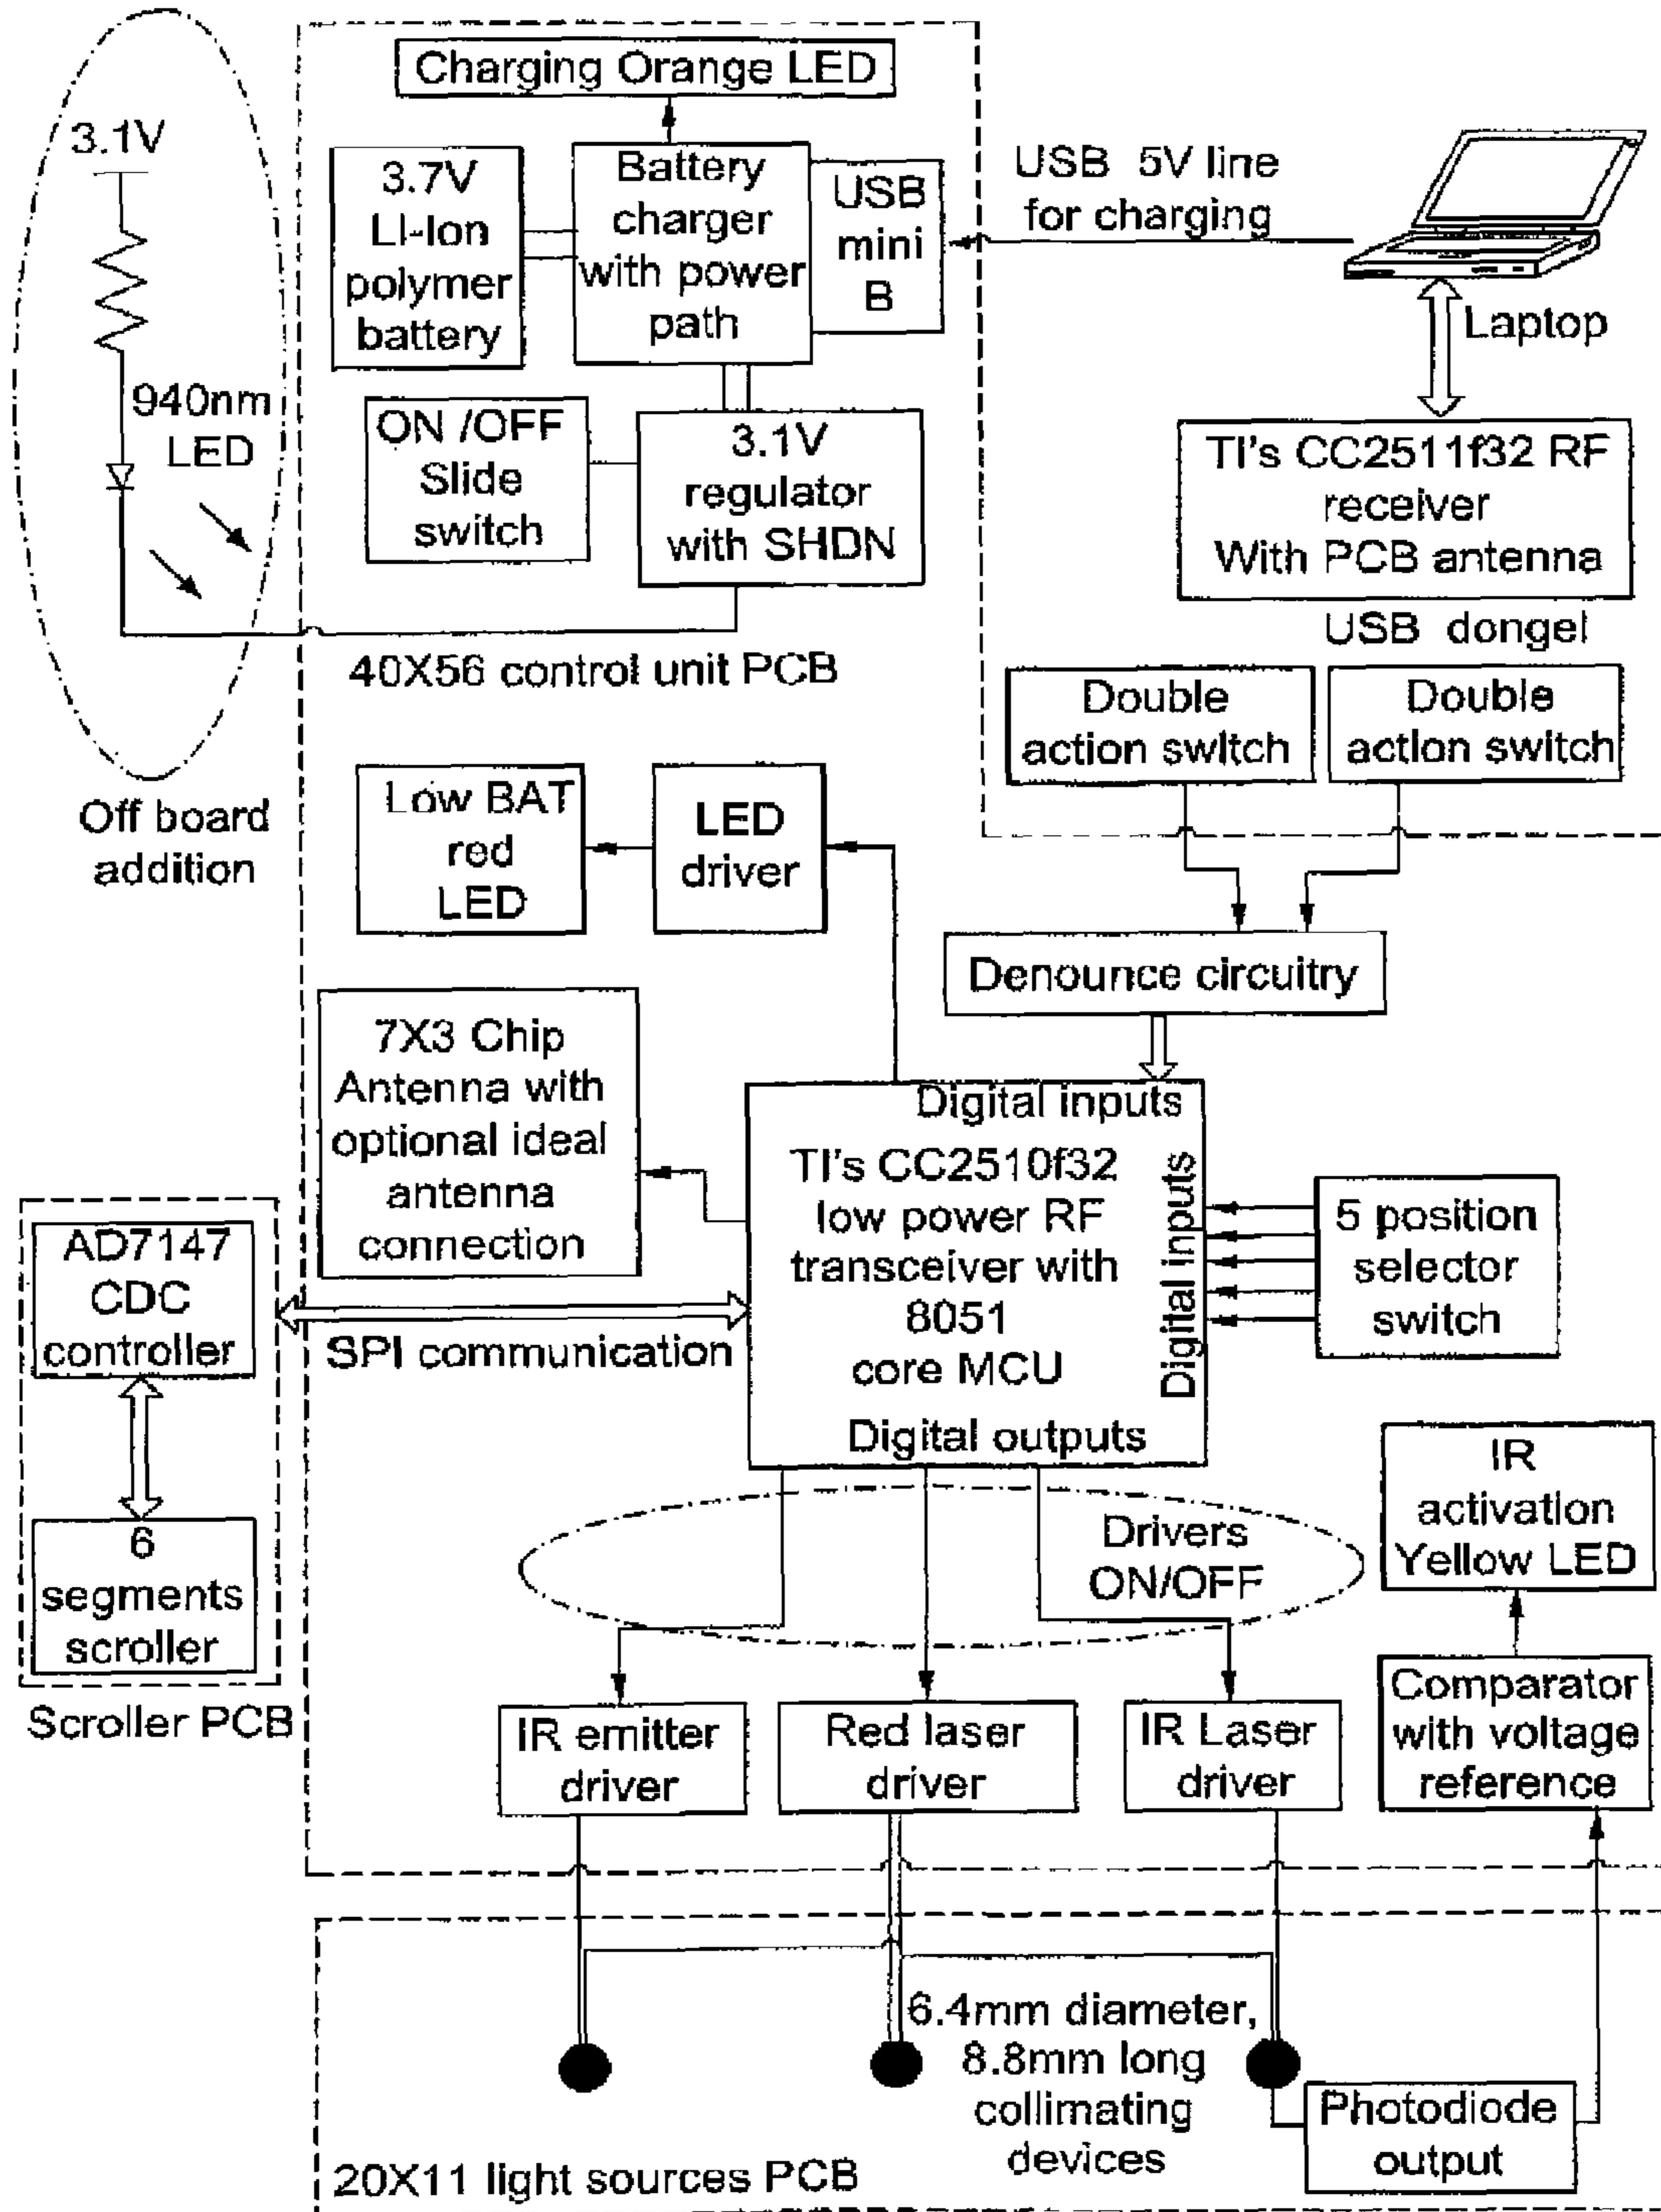 Charging Orange LED
3.1V
3.7V
LI-Ion
polymer
battery
Battery
charger
with power
path
USB
mini
B
USB 5V line
for charging
Laptop
940nm
LED
ON /OFF
Slide
switch
3.1V
regulator
with SHDN
TI's CC2511f32 RF
receiver
With PCB antenna
USB dongel
40X56 control unit PCB
Double
action switch
Double
action switch
Off board
addition
Low BAT
red
LED
LED
driver
Denounce circuitry
7X3 Chip
Antenna with
optional ideal
antenna
connection
Digital inputs
TI's CC2510f32
low power RF
transceiver with
8051
core MCU
Digital inputs
Digital outputs
5 position
selector
switch
AD7147
CDC
controller
SPI communication
6
segments
scroller
Scroller PCB
Drivers
ON/OFF
IR
activation
Yellow LED
IR emitter
driver
Red laser
driver
IR Laser
driver
Comparator
with voltage
reference
6.4mm diameter,
8.8mm long
collimating
devices
Photodiode
output
20X11 light sources PCB